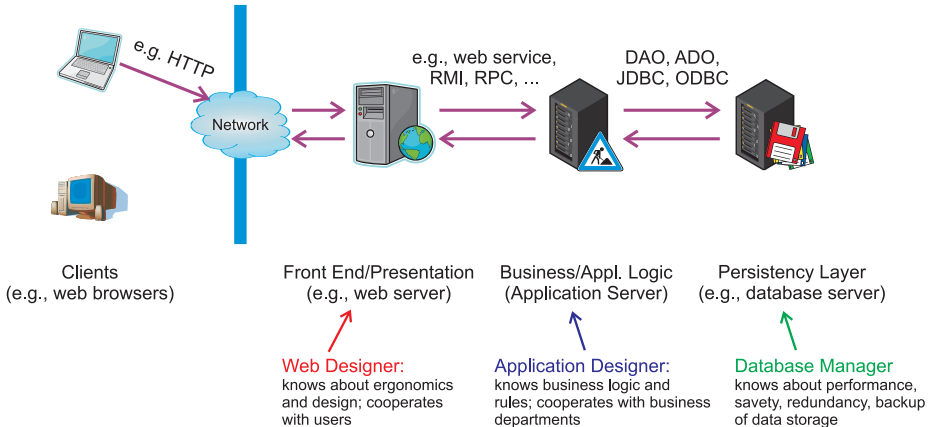 e.g. HTTP
Network
e.g., web service,
RMI, RPC, ...
DAO, ADO,
JDBC, ODBC
Clients
(e.g., web browsers)
Front End/Presentation
(e.g., web server)
Business/Appl. Logic
(Application Server)
Persistency Layer
(e.g., database server)
Web Designer:
knows about ergonomics
and design; cooperates
with users
Application Designer:
knows business logic and
rules; cooperates with business
departments
Database Manager
knows about performance,
savety, redundancy, backup
of data storage